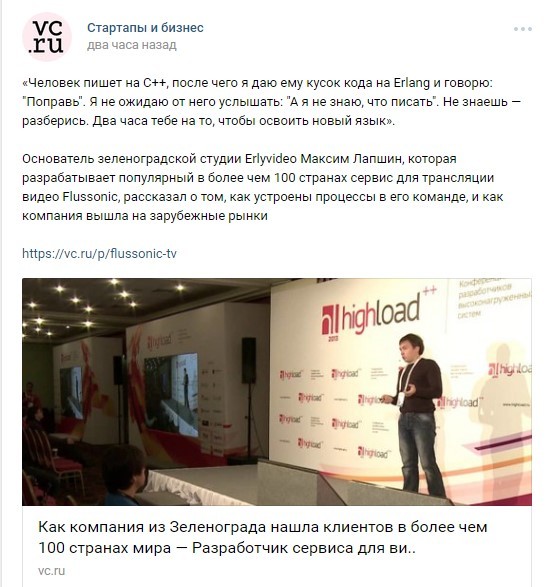 vc
.ru
Стартапы и бизнес
два часа назад
«Человек пишет на C++, после чего я даю ему кусок кода на Erlang и говорю:
"Поправь". Я не ожидаю от него услышать: "А я не знаю, что писать". Не знаешь —
разберись. Два часа тебе на то, чтобы освоить новый язык».
Основатель зеленоградской студии Erlyvideo Максим Лапшин, которая
разрабатывает популярный в более чем 100 странах сервис для трансляции
видео Flussonic, рассказал о том, как устроены процессы в его команде, и как
компания вышла на зарубежные рынки
https://vc.ru/p/flussonic-tv
highload++
2013
Конференция
разработчиков
высоконагруженных
систем
highload
highload
highload
highload
Как компания из Зеленограда нашла клиентов в более чем
100 странах мира — Разработчик сервиса для ви..
vc.ru